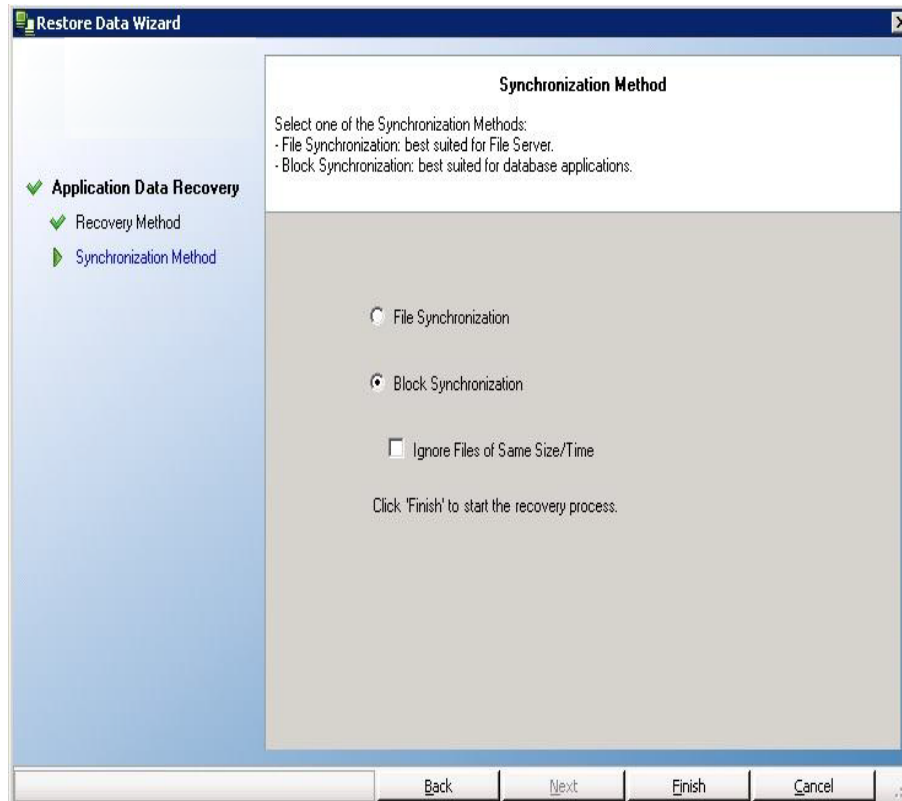 Restore Data Wizard
Application Data Recovery
Recovery Method
Synchronization Method
Synchronization Method
Select one of the Synchronization Methods:
- File Synchronization: best suited for File Server.
- Block Synchronization: best suited for database applications.
File Synchronization
Block Synchronization
Ignore Files of Same Size/Time
Click 'Finish' to start the recovery process.
Back
Next
Finish
Cancel